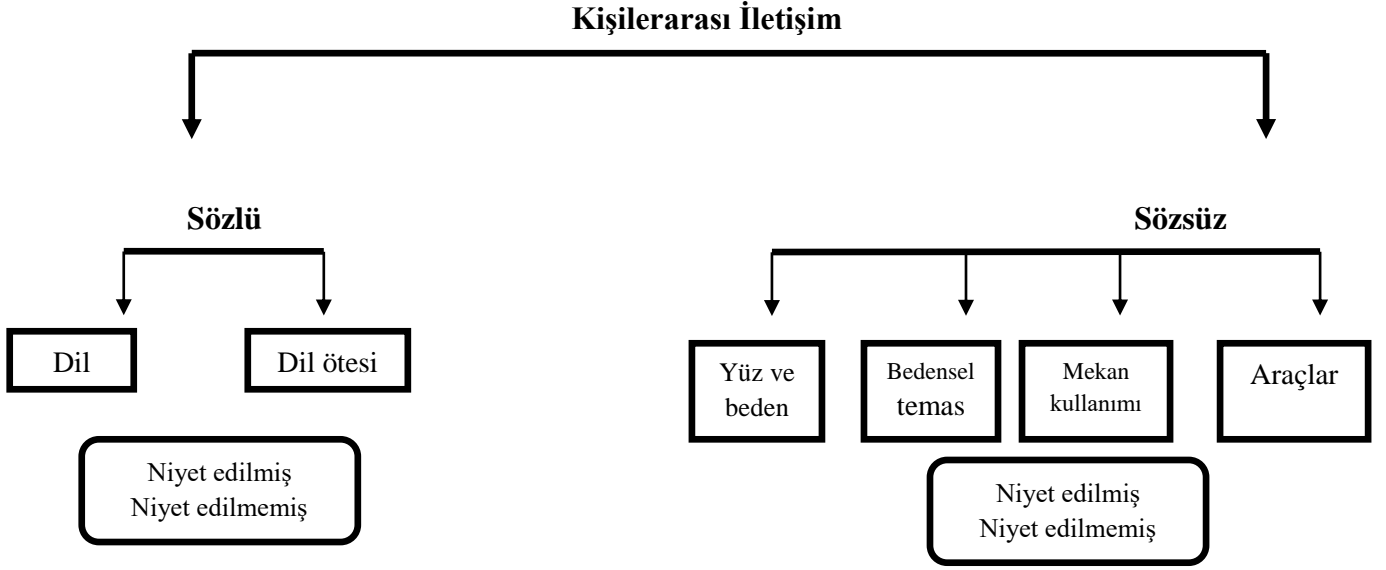 Kişilerarası İletişim
Sözlü
Sözsüz
Dil
Dil ötesi
Yüz ve
beden
Bedensel
temas
Mekan
kullanımı
Araçlar
Niyet edilmiş
Niyet edilmemiş
Niyet edilmiş
Niyet edilmemiş